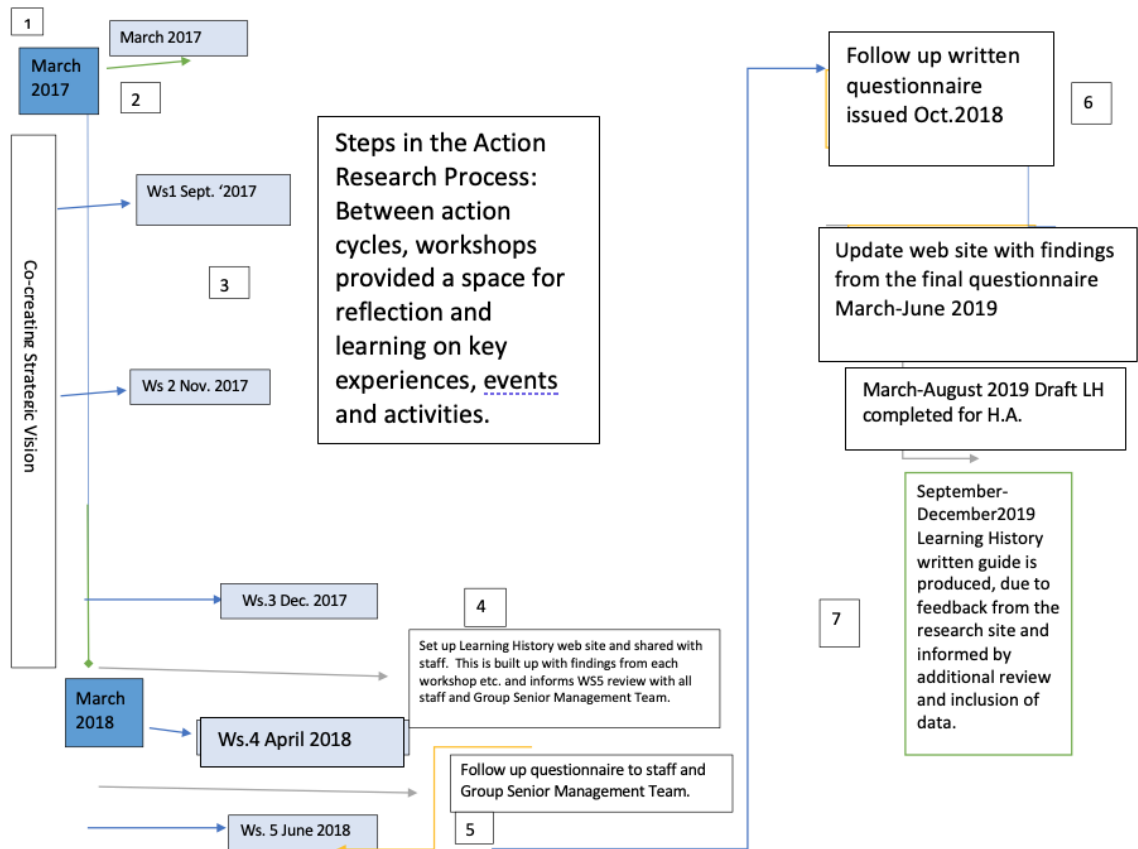 1
March 2017
March
2017
2
Steps in the Action
Research Process:
Between action
cycles, workshops
provided a space for
reflection and
learning on key
experiences, events
and activities.
Co-creating Strategic Vision
Ws1 Sept. ‘2017
3
Ws 2 Nov. 2017
Ws.3 Dec. 2017
4
Set up Learning History web site and shared with
staff. This is built up with findings from each
workshop etc. and informs WS5 review with all
staff and Group Senior Management Team.
March
2018
Ws.4 April 2018
Follow up questionnaire to staff and
Group Senior Management Team.
5
Ws. 5 June 2018
Follow up written
questionnaire
issued Oct.2018
6
Update web site with findings
from the final questionnaire
March-June 2019
March-August 2019 Draft LH
completed for H.A.
September-
December2019
Learning History
written guide is
produced, due to
feedback from the
research site and
informed by
additional review
and inclusion of
data.
7